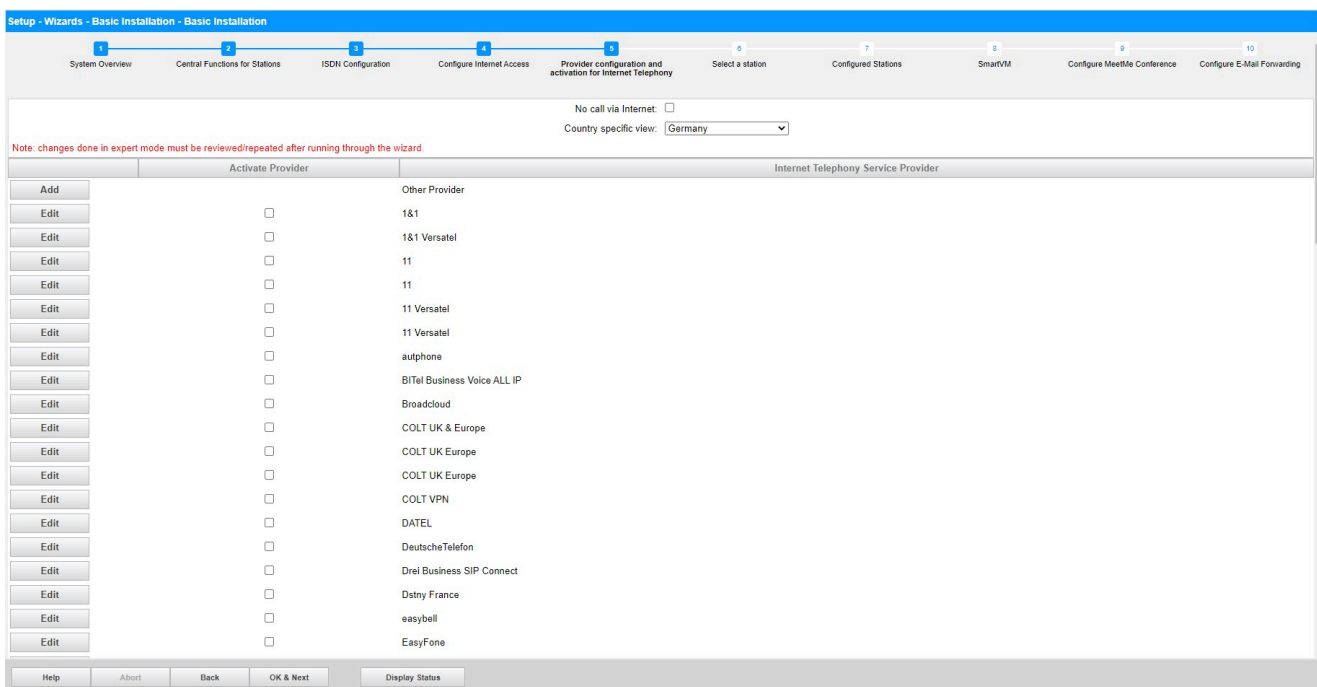 Setup - Wizards - Basic Installation - Basic Installation
1 2 3 4 5 6 7 8 9 10
System Overview Central Functions for Stations ISDN Configuration Configure Internet Access Provider configuration and activation for Internet Telephony Select a station Configured Stations SmartVM Configure MeetMe Conference Configure E-Mail Forwarding
No call via Internet:
Country specific view: Germany
Note: changes done in expert mode must be reviewed/repeated after running through the wizard.
Activate Provider Internet Telephony Service Provider
Add Other Provider
Edit 1&1
Edit 1&1 Versatel
Edit 11
Edit 11
Edit 11 Versatel
Edit 11 Versatel
Edit autphone
Edit BITel Business Voice ALL IP
Edit Broadcloud
Edit COLT UK & Europe
Edit COLT UK Europe
Edit COLT UK Europe
Edit COLT VPN
Edit DATEL
Edit DeutscheTelefon
Edit Drei Business SIP Connect
Edit Dstny France
Edit easybell
Edit EasyFone
Help Abort Back OK & Next Display Status